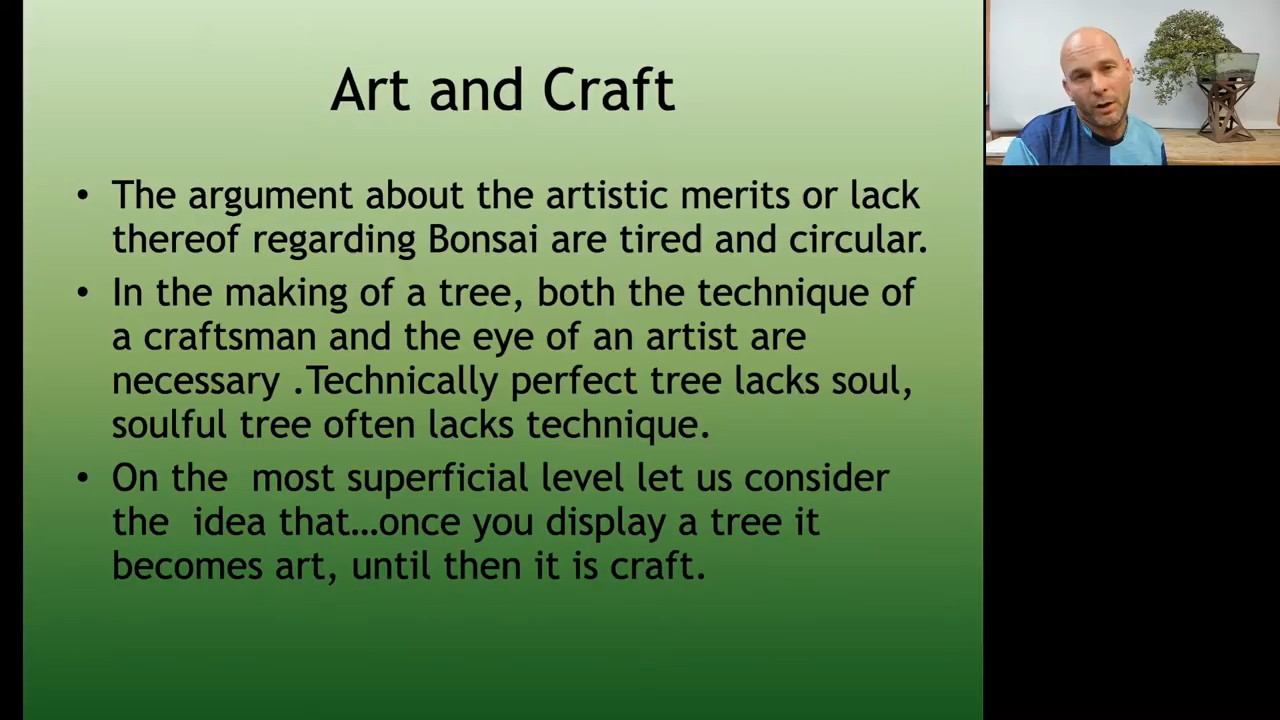 Art and Craft
• The argument about the artistic merits or lack
thereof regarding Bonsai are tired and circular.
• In the making of a tree, both the technique of
a craftsman and the eye of an artist are
necessary .Technically perfect tree lacks soul,
soulful tree often lacks technique.
• On the  most superficial level let us consider
the  idea that…once you display a tree it
becomes art, until then it is craft.